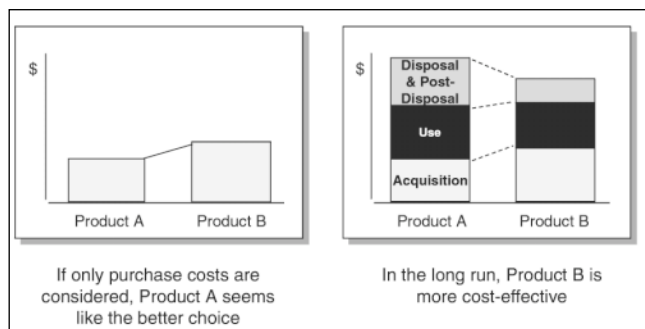 $
Product A
Product B
If only purchase costs are
considered, Product A seems
like the better choice
$
Disposal
& Post-
Disposal
Use
Acquisition
Product A
Product B
In the long run, Product B is
more cost-effective